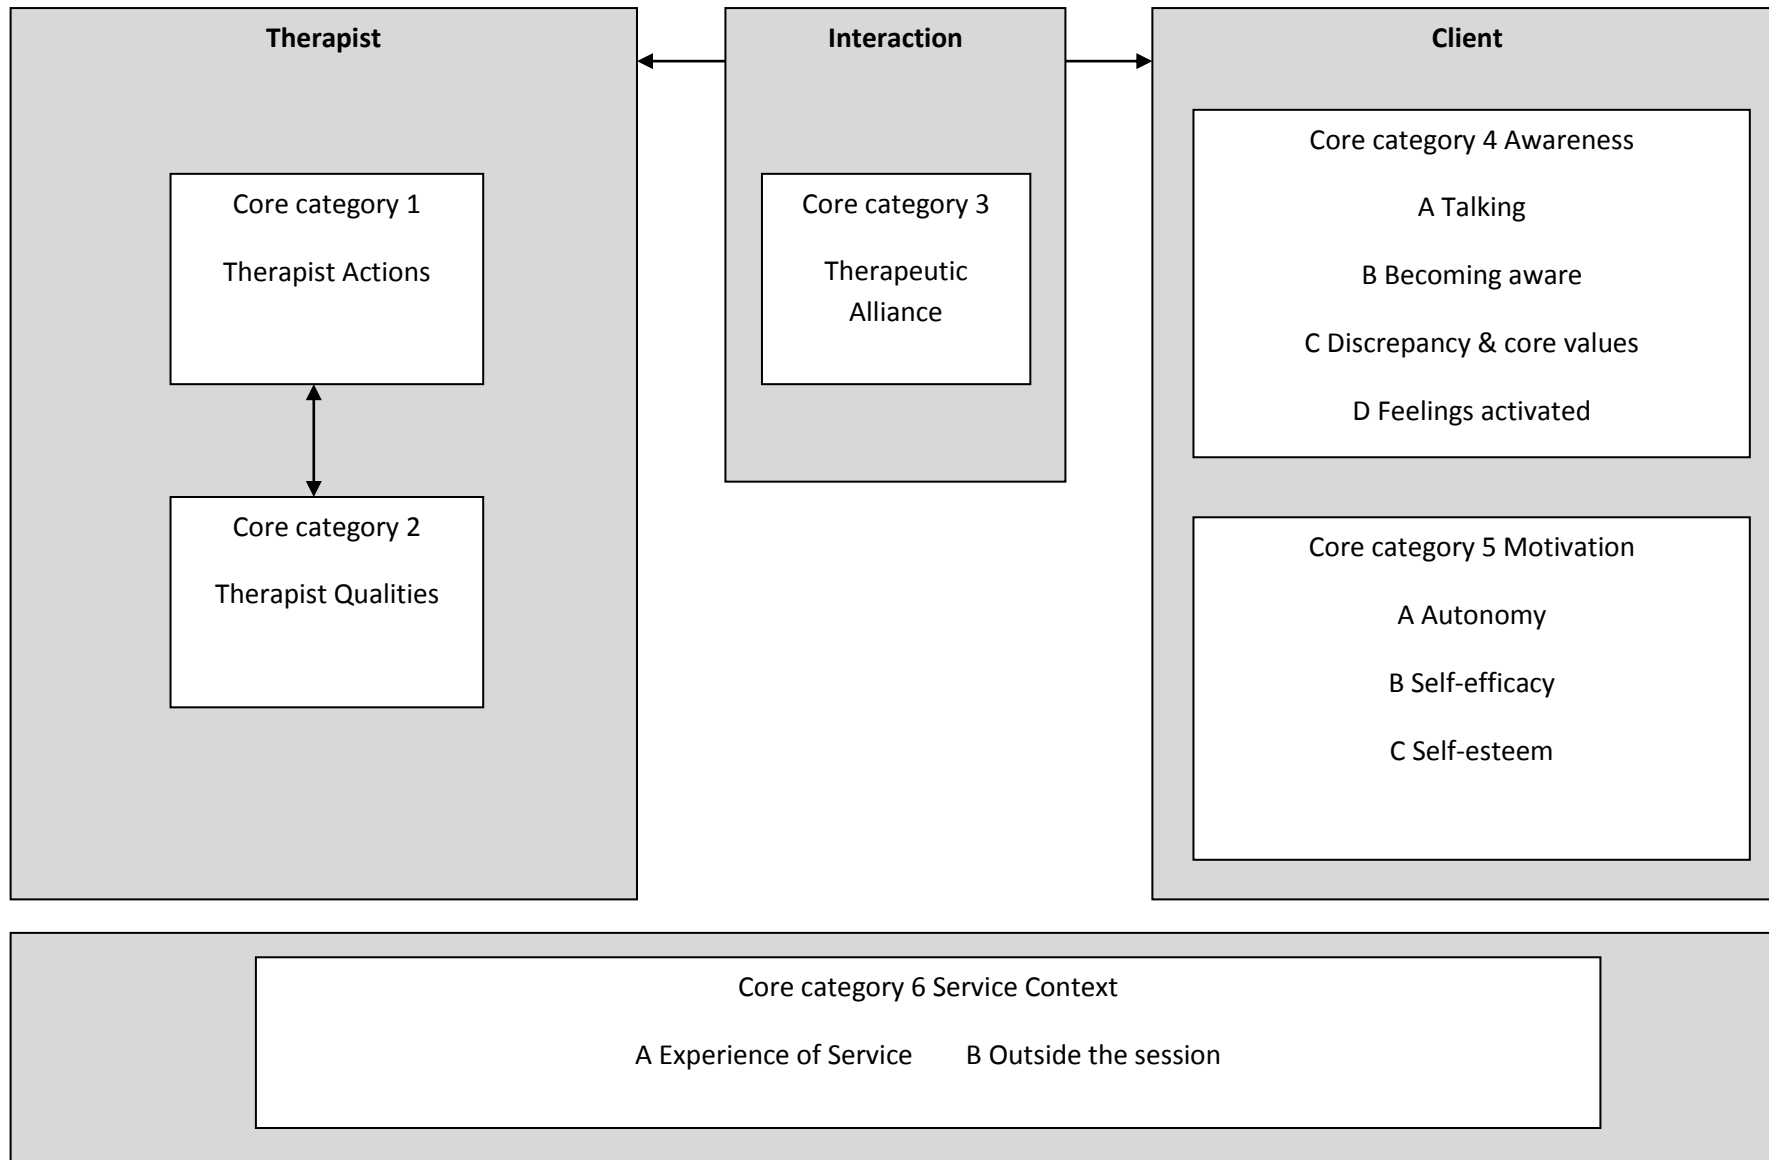 Therapist
Core category 1
Therapist Actions
Core category 2
Therapist Qualities
Interaction
Core category 3
Therapeutic
Alliance
Client
Core category 4 Awareness
A Talking
B Becoming aware
C Discrepancy & core values
D Feelings activated
Core category 5 Motivation
A Autonomy
B Self-efficacy
C Self-esteem
Core category 6 Service Context
A Experience of Service B Outside the session